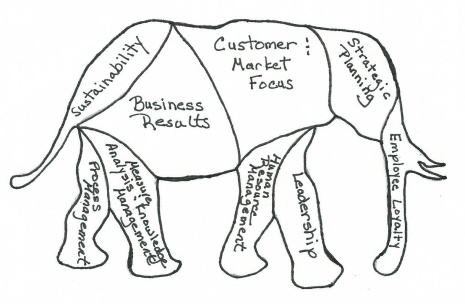 Sustainability
Business
Results
Customer :
Market
Focus
Strategic
Planning
Employee Loyalty
Process
Management
Measure,
Analysis : Knowledge
Management
Human
Resource
Management
Leadership